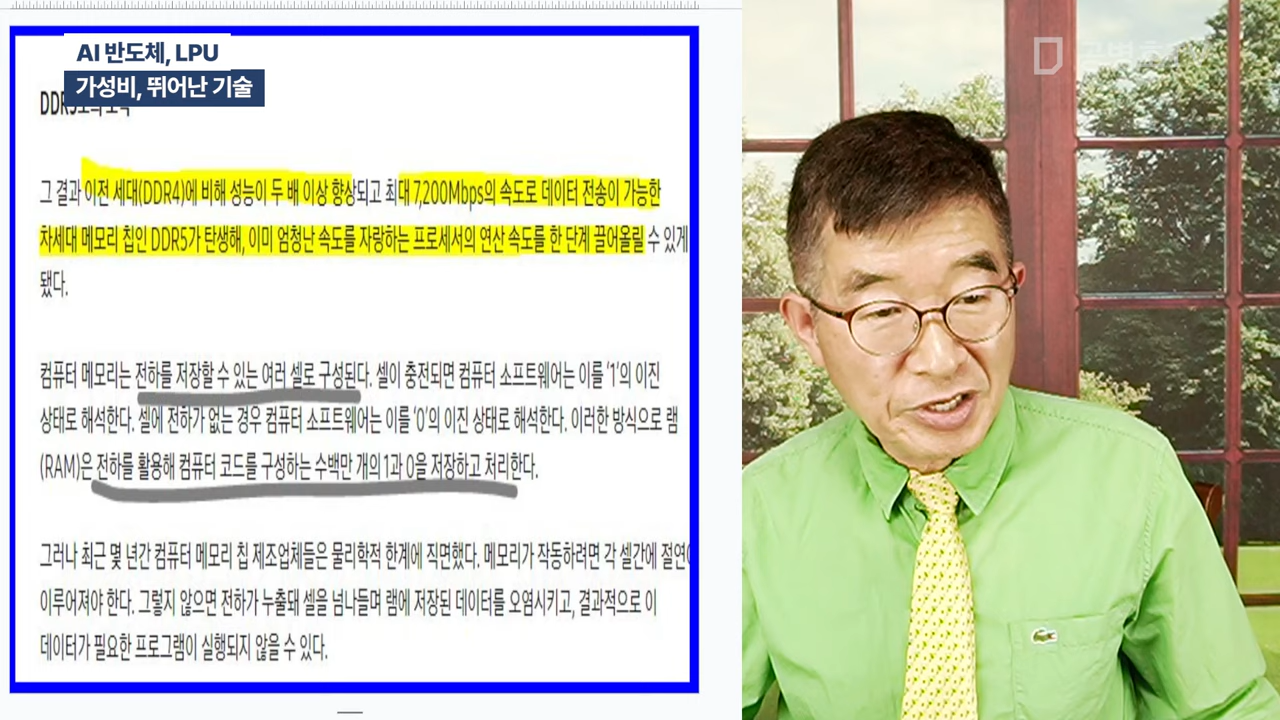 AI 반도체, LPU
가성비, 뛰어난 기술
그 결과 이전 세대(DDR4)에 비해 성능이 두 배 이상 향상되고 최대 7,200Mbps의 속도로 데이터 전송이 가능한
차세대 메모리 칩인 DDR5가 탄생해, 이미 엄청난 속도를 자랑하는 프로세서의 연산 속도를 한 단계 끌어올릴 수 있게
됐다.
컴퓨터 메모리는 전하를 저장할 수 있는 여러 셀로 구성된다. 셀이 충전되면 컴퓨터 소프트웨어는 이를 '1'의 이진
상태로 해석한다. 셀에 전하가 없는 경우 컴퓨터 소프트웨어는 이를 '0'의 이진 상태로 해석한다. 이러한 방식으로 램
(RAM)은 전하를 활용해 컴퓨터 코드를 구성하는 수백만 개의 1과 0을 저장하고 처리한다.
그러나 최근 몇 년간 컴퓨터 메모리 칩 제조업체들은 물리학적 한계에 직면했다. 메모리가 작동하려면 각 셀간에 절연
이루어져야 한다. 그렇지 않으면 전하가 누출돼 셀을 넘나들며 램에 저장된 데이터를 오염시키고, 결과적으로 이
데이터가 필요한 프로그램이 실행되지 않을 수 있다.